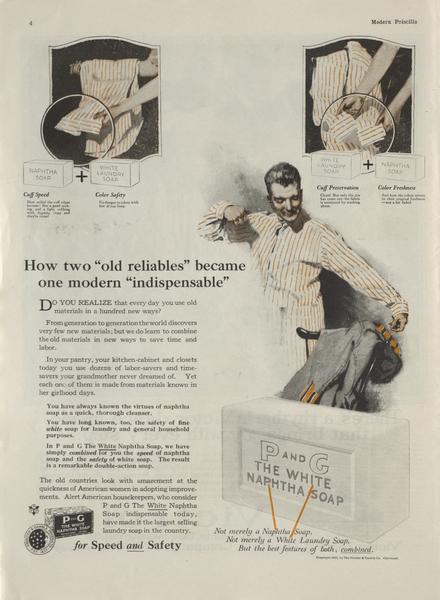 4
Modern Priscilla
NAPHTHA
SOAP
+
WHITE
LAUNDRY
SOAP
Cuff Speed
Color Safety
WHITE
LAUNDRY
SOAP
+
NAPHTHA
SOAP
Cuff Preservation
Color Freshness
How two "old reliables" became
one modern "indispensable"
DO YOU REALIZE that every day you use old
materials in a hundred new ways?
From generation to generation the world discovers
very few new materials; but we do learn to combine
the old materials in new ways to save time and
labor.
In your pantry, your kitchen-cabinet and closets
today you use dozens of labor-savers and time-
savers your grandmother never dreamed of. Yet
each one of them is made from materials known in
her girlhood days.
You have always known the virtues of naphtha
soap as a quick, thorough cleanser.
You have long known, too, the safety of fine
white soap for laundry and general household
purposes.
In P and G The White Naphtha Soap, we have
simply combined for you the speed of naphtha
soap and the safety of white soap. The result
is a remarkable double-action soap.
The old countries look with amusement at the
quickness of American women in adopting improve-
ments. Alert American housekeepers, who consider
P and G The White Naphtha
Soap indispensable today,
have made it the largest selling
laundry soap in the country.
for Speed and Safety
P AND G
THE WHITE
NAPHTHA SOAP
P AND G
THE WHITE
NAPHTHA SOAP
Not merely a Naphtha Soap,
Not merely a White Laundry Soap,
But the best features of both, combined.